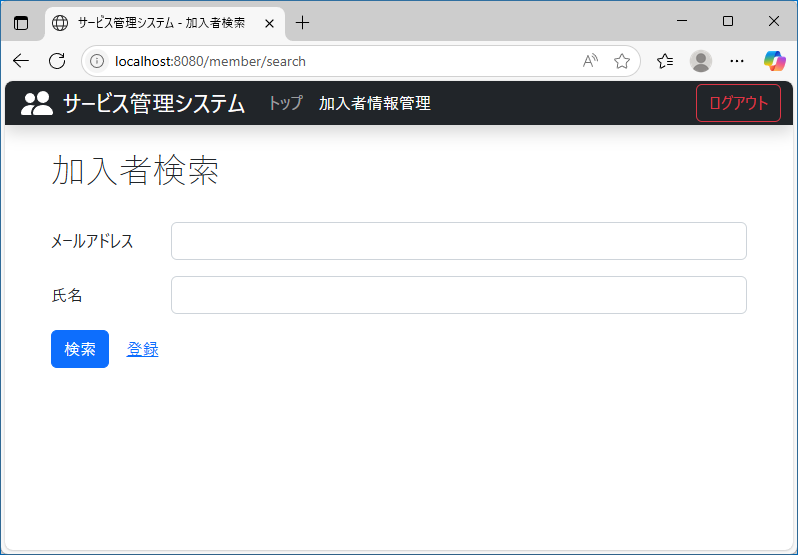 サービス管理システム - 加入者検索
localhost:8080/member/search
サービス管理システム トップ 加入者情報管理 ログアウト
加入者検索
メールアドレス
氏名
検索 登録